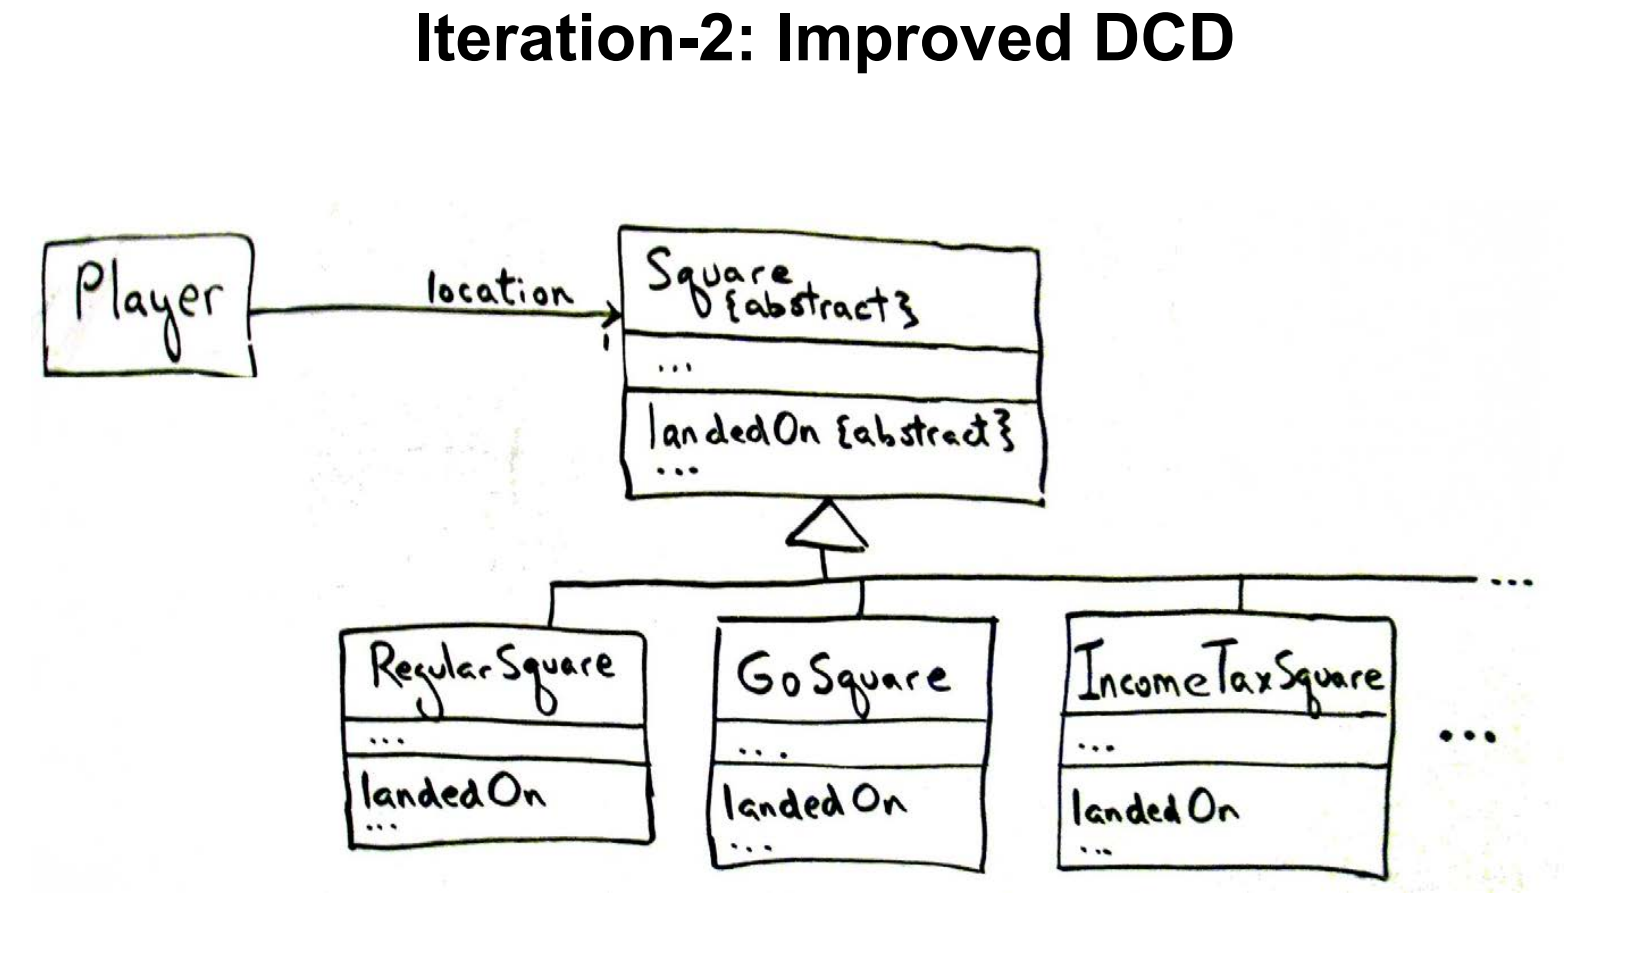 Iteration-2: Improved DCD
Player
location
1
Square
{abstract}
...
landedOn {abstract}
...
...
RegularSquare
...
landedOn
...
GoSquare
...
landedOn
...
IncomeTaxSquare
...
landedOn
...
...